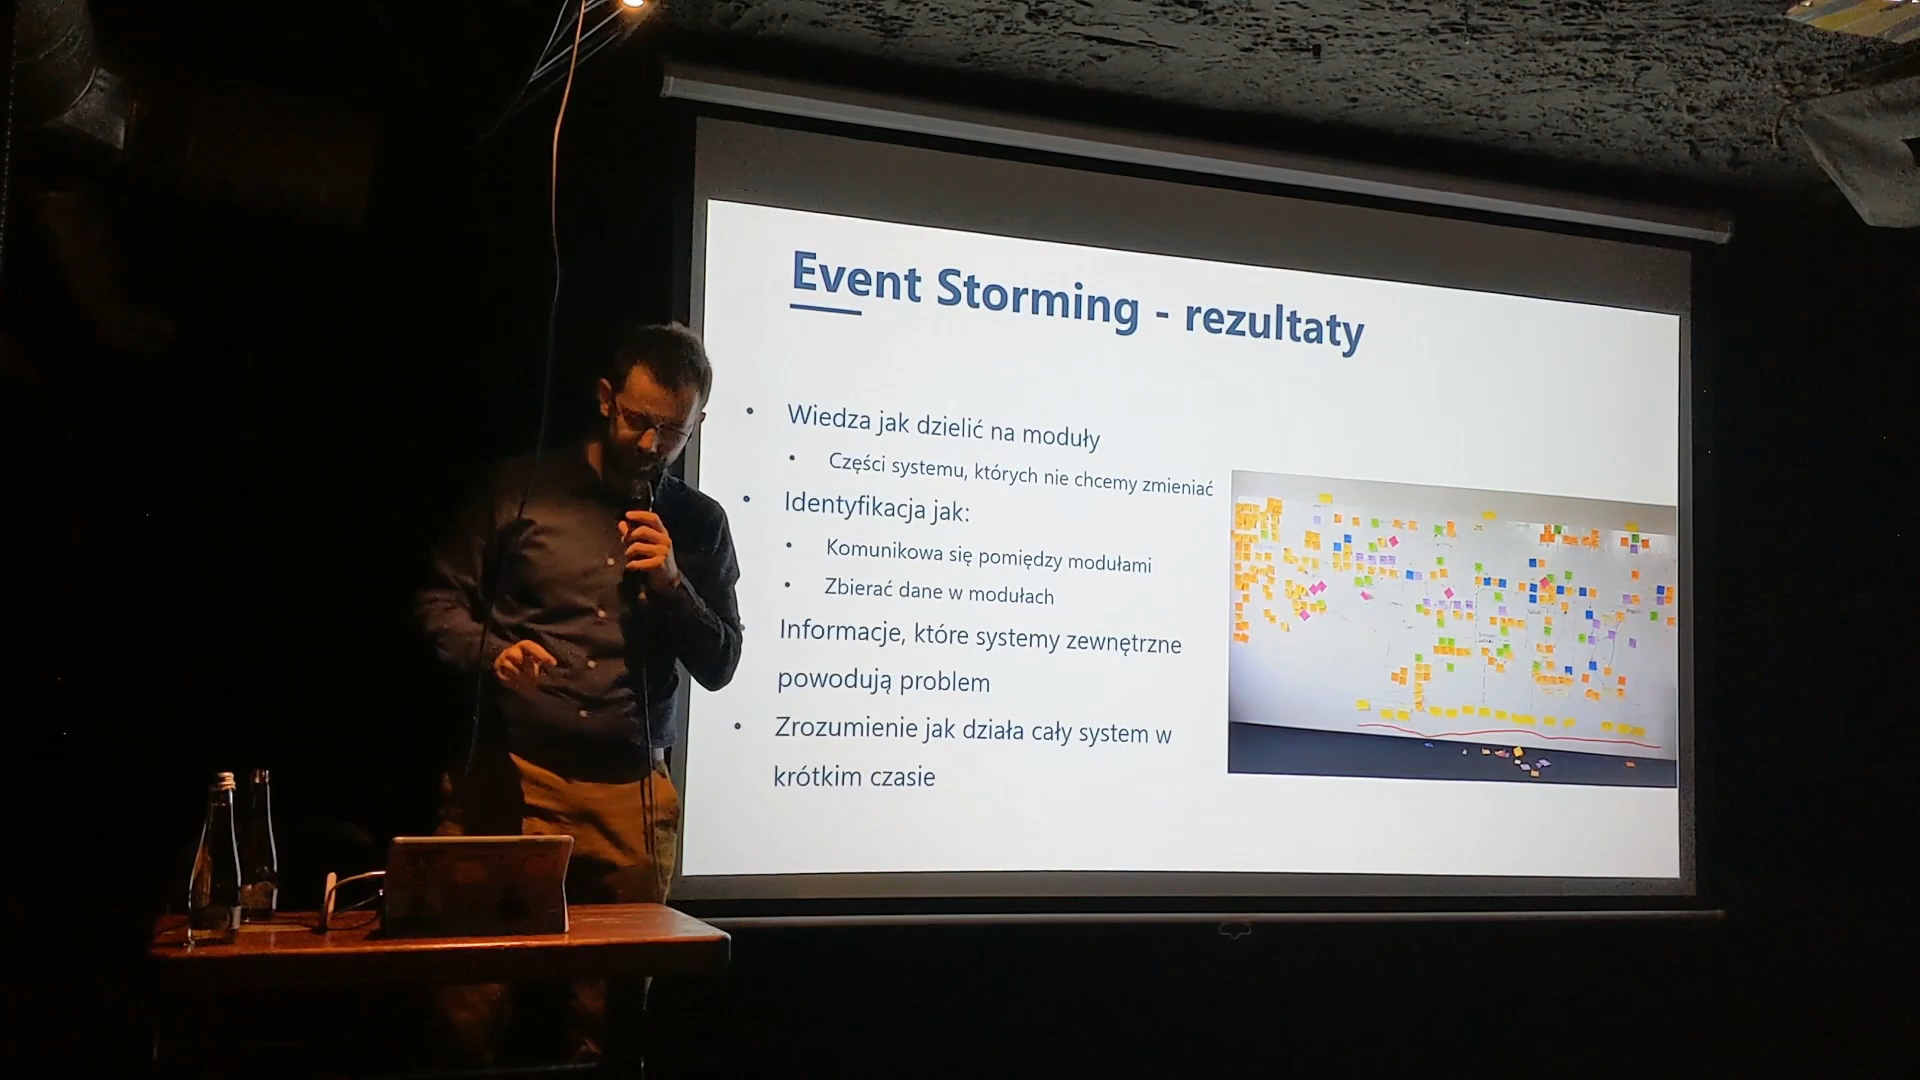 Event Storming - rezultaty
Wiedza jak dzielić na moduły
Części systemu, których nie chcemy zmieniać
Identyfikacja jak:
Komunikowa się pomiędzy modułami
Zbierać dane w modułach
Informacje, które systemy zewnętrzne
powodują problem
Zrozumienie jak działa cały system w
krótkim czasie